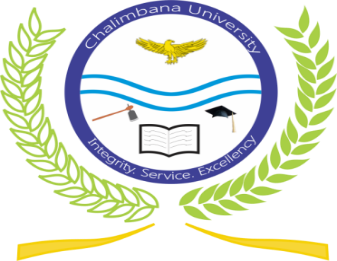 Chalimbana University
Integrity. Service. Excellency